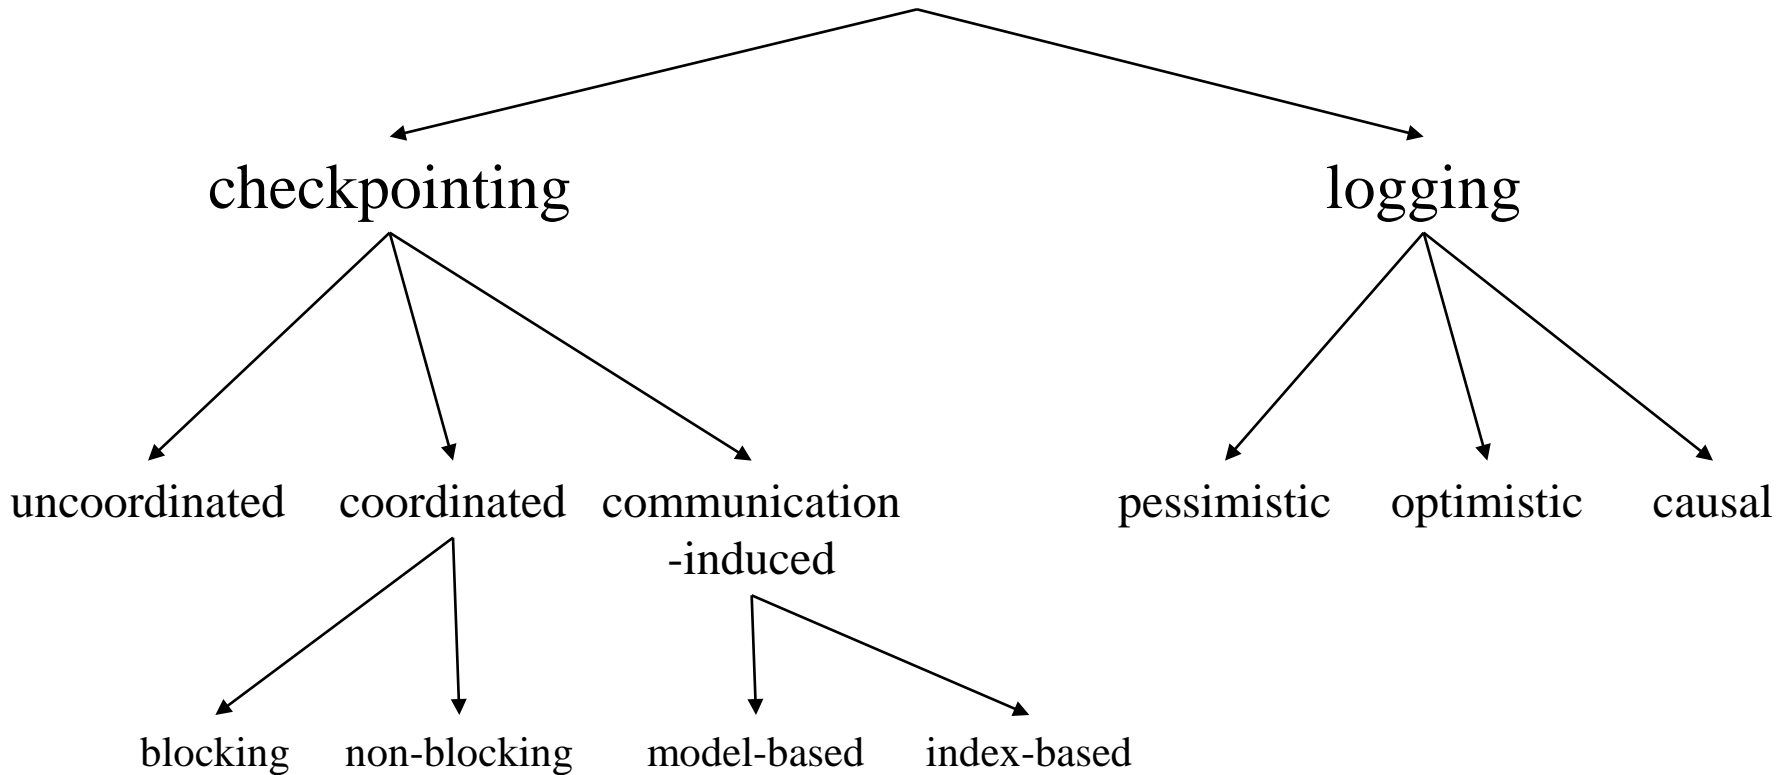 checkpointing
logging
uncoordinated
coordinated
communication
-induced
pessimistic
optimistic
causal
blocking
non-blocking
model-based
index-based